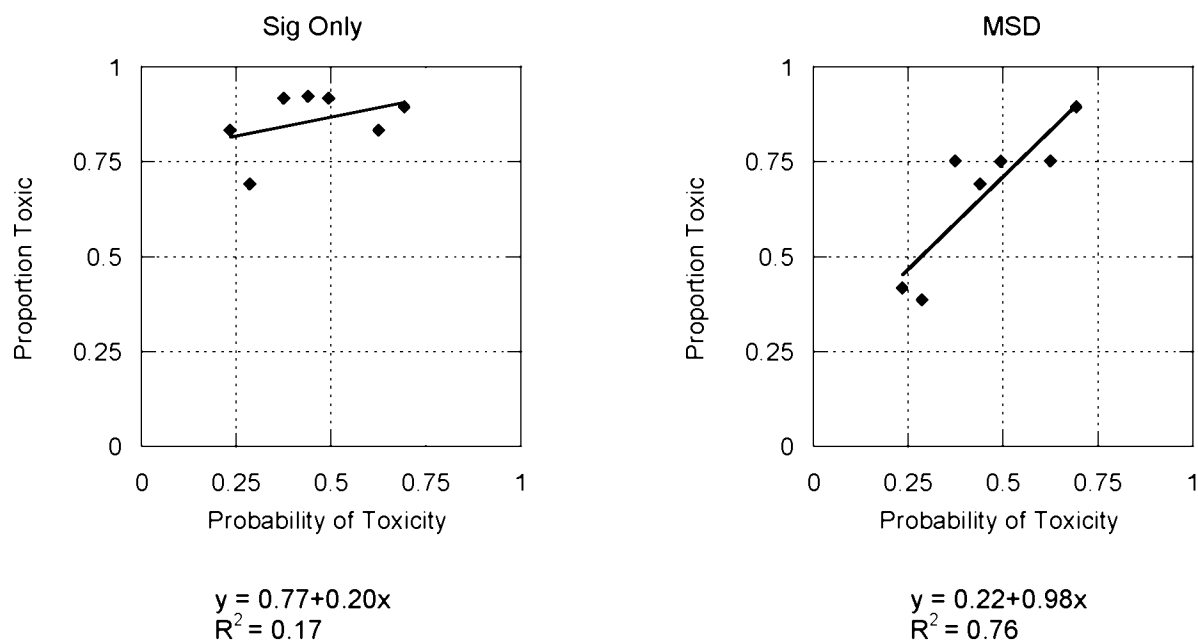 Sig Only
1
0.75
0.5
0.25
0
Proportion Toxic
0 0.25 0.5 0.75 1
Probability of Toxicity
y = 0.77+0.20x
R² = 0.17
MSD
1
0.75
0.5
0.25
0
Proportion Toxic
0 0.25 0.5 0.75 1
Probability of Toxicity
y = 0.22+0.98x
R² = 0.76